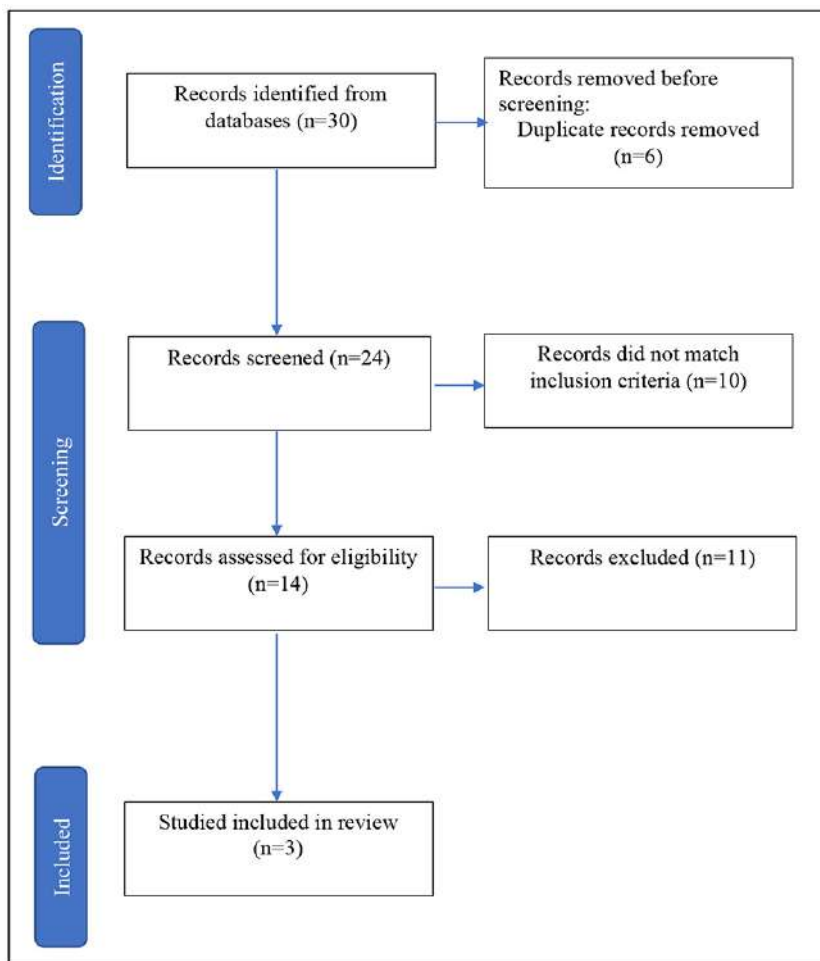 Identification
Records identified from
databases (n=30)
Records removed before
screening:
Duplicate records removed
(n=6)
Screening
Records screened (n=24)
Records did not match
inclusion criteria (n=10)
Records assessed for eligibility
(n=14)
Records excluded (n=11)
Included
Studied included in review
(n=3)